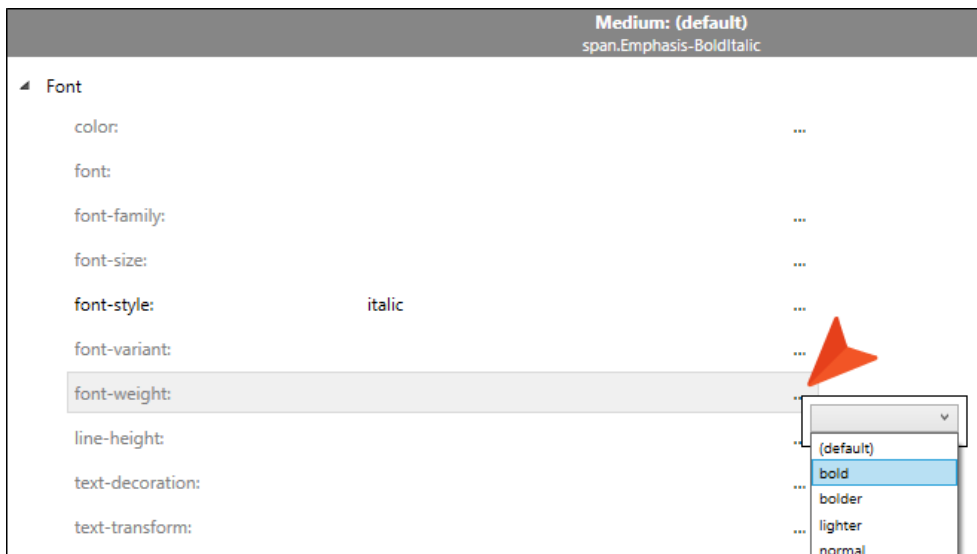 Medium: (default)
span.Emphasis-BoldItalic
Font
color: ...
font:
font-family: ...
font-size: ...
font-style: italic ...
font-variant: ...
font-weight: ...
line-height: ...
(default)
bold
text-decoration: ...
bolder
text-transform: ... lighter
normal